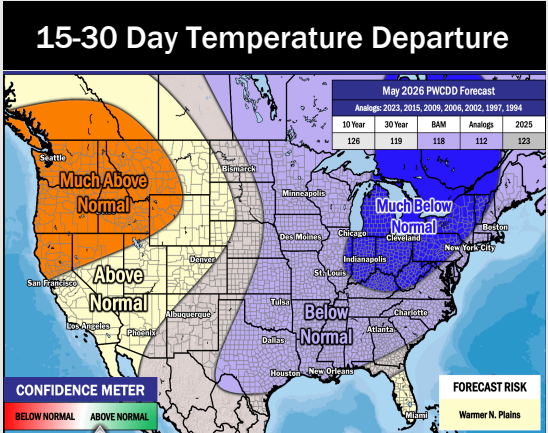 15-30 Day Temperature Departure
May 2026 PWCDD Forecast
Analogs: 2023, 2015, 2009, 2006, 2002, 1997, 1994
10 Year 30 Year BAM Analogs 2025
126 119 118 112 123
Seattle
Much Above
Normal
Bismarck
Minneapolis
Much Below
Normal
Boston
Chicago
Cleveland
New York City
Des Moines
Denver
Indianapolis
St. Louis
San Francisco
Above
Normal
Los Angeles
Phoenix
Albuquerque
Tulsa
Below
Normal
Charlotte
Atlanta
Dallas
Houston
New Orleans
Miami
CONFIDENCE METER
BELOW NORMAL ABOVE NORMAL
FORECAST RISK
Warmer N. Plains